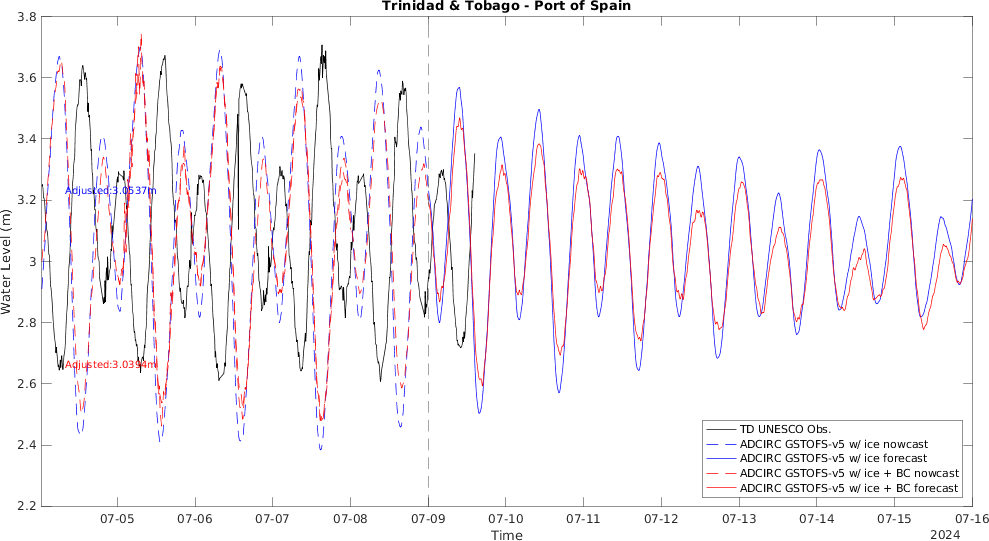 Trinidad & Tobago - Port of Spain
3.8
3.6
3.4
3.2
3
2.8
2.6
2.4
2.2
Water Level (m)
Adjusted:3.0537m
Adjusted:3.0394m
TD UNESCO Obs.
ADCIRC GSTOFS-v5 w/ ice nowcast
ADCIRC GSTOFS-v5 w/ ice forecast
ADCIRC GSTOFS-v5 w/ ice + BC nowcast
ADCIRC GSTOFS-v5 w/ ice + BC forecast
07-05 07-06 07-07 07-08 07-09 07-10 07-11 07-12 07-13 07-14 07-15 07-16
Time
2024